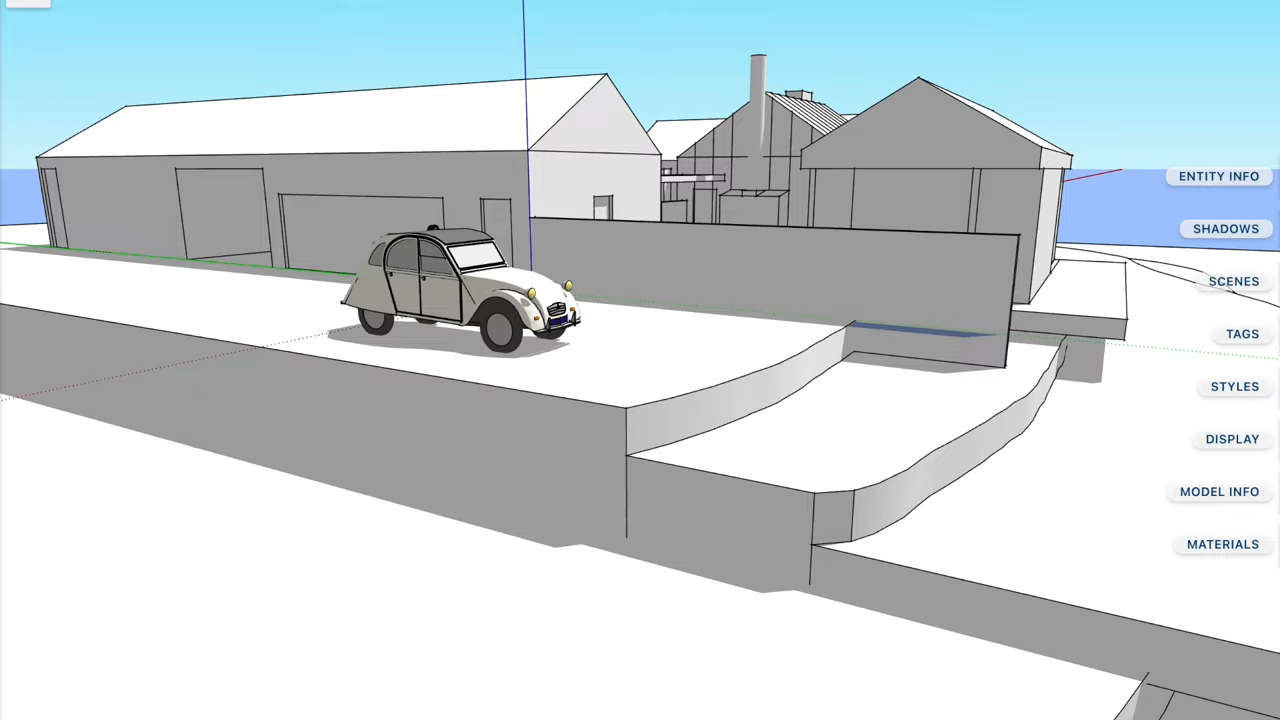 ENTITY INFO
SHADOWS
SCENES
TAGS
STYLES
DISPLAY
MODEL INFO
MATERIALS